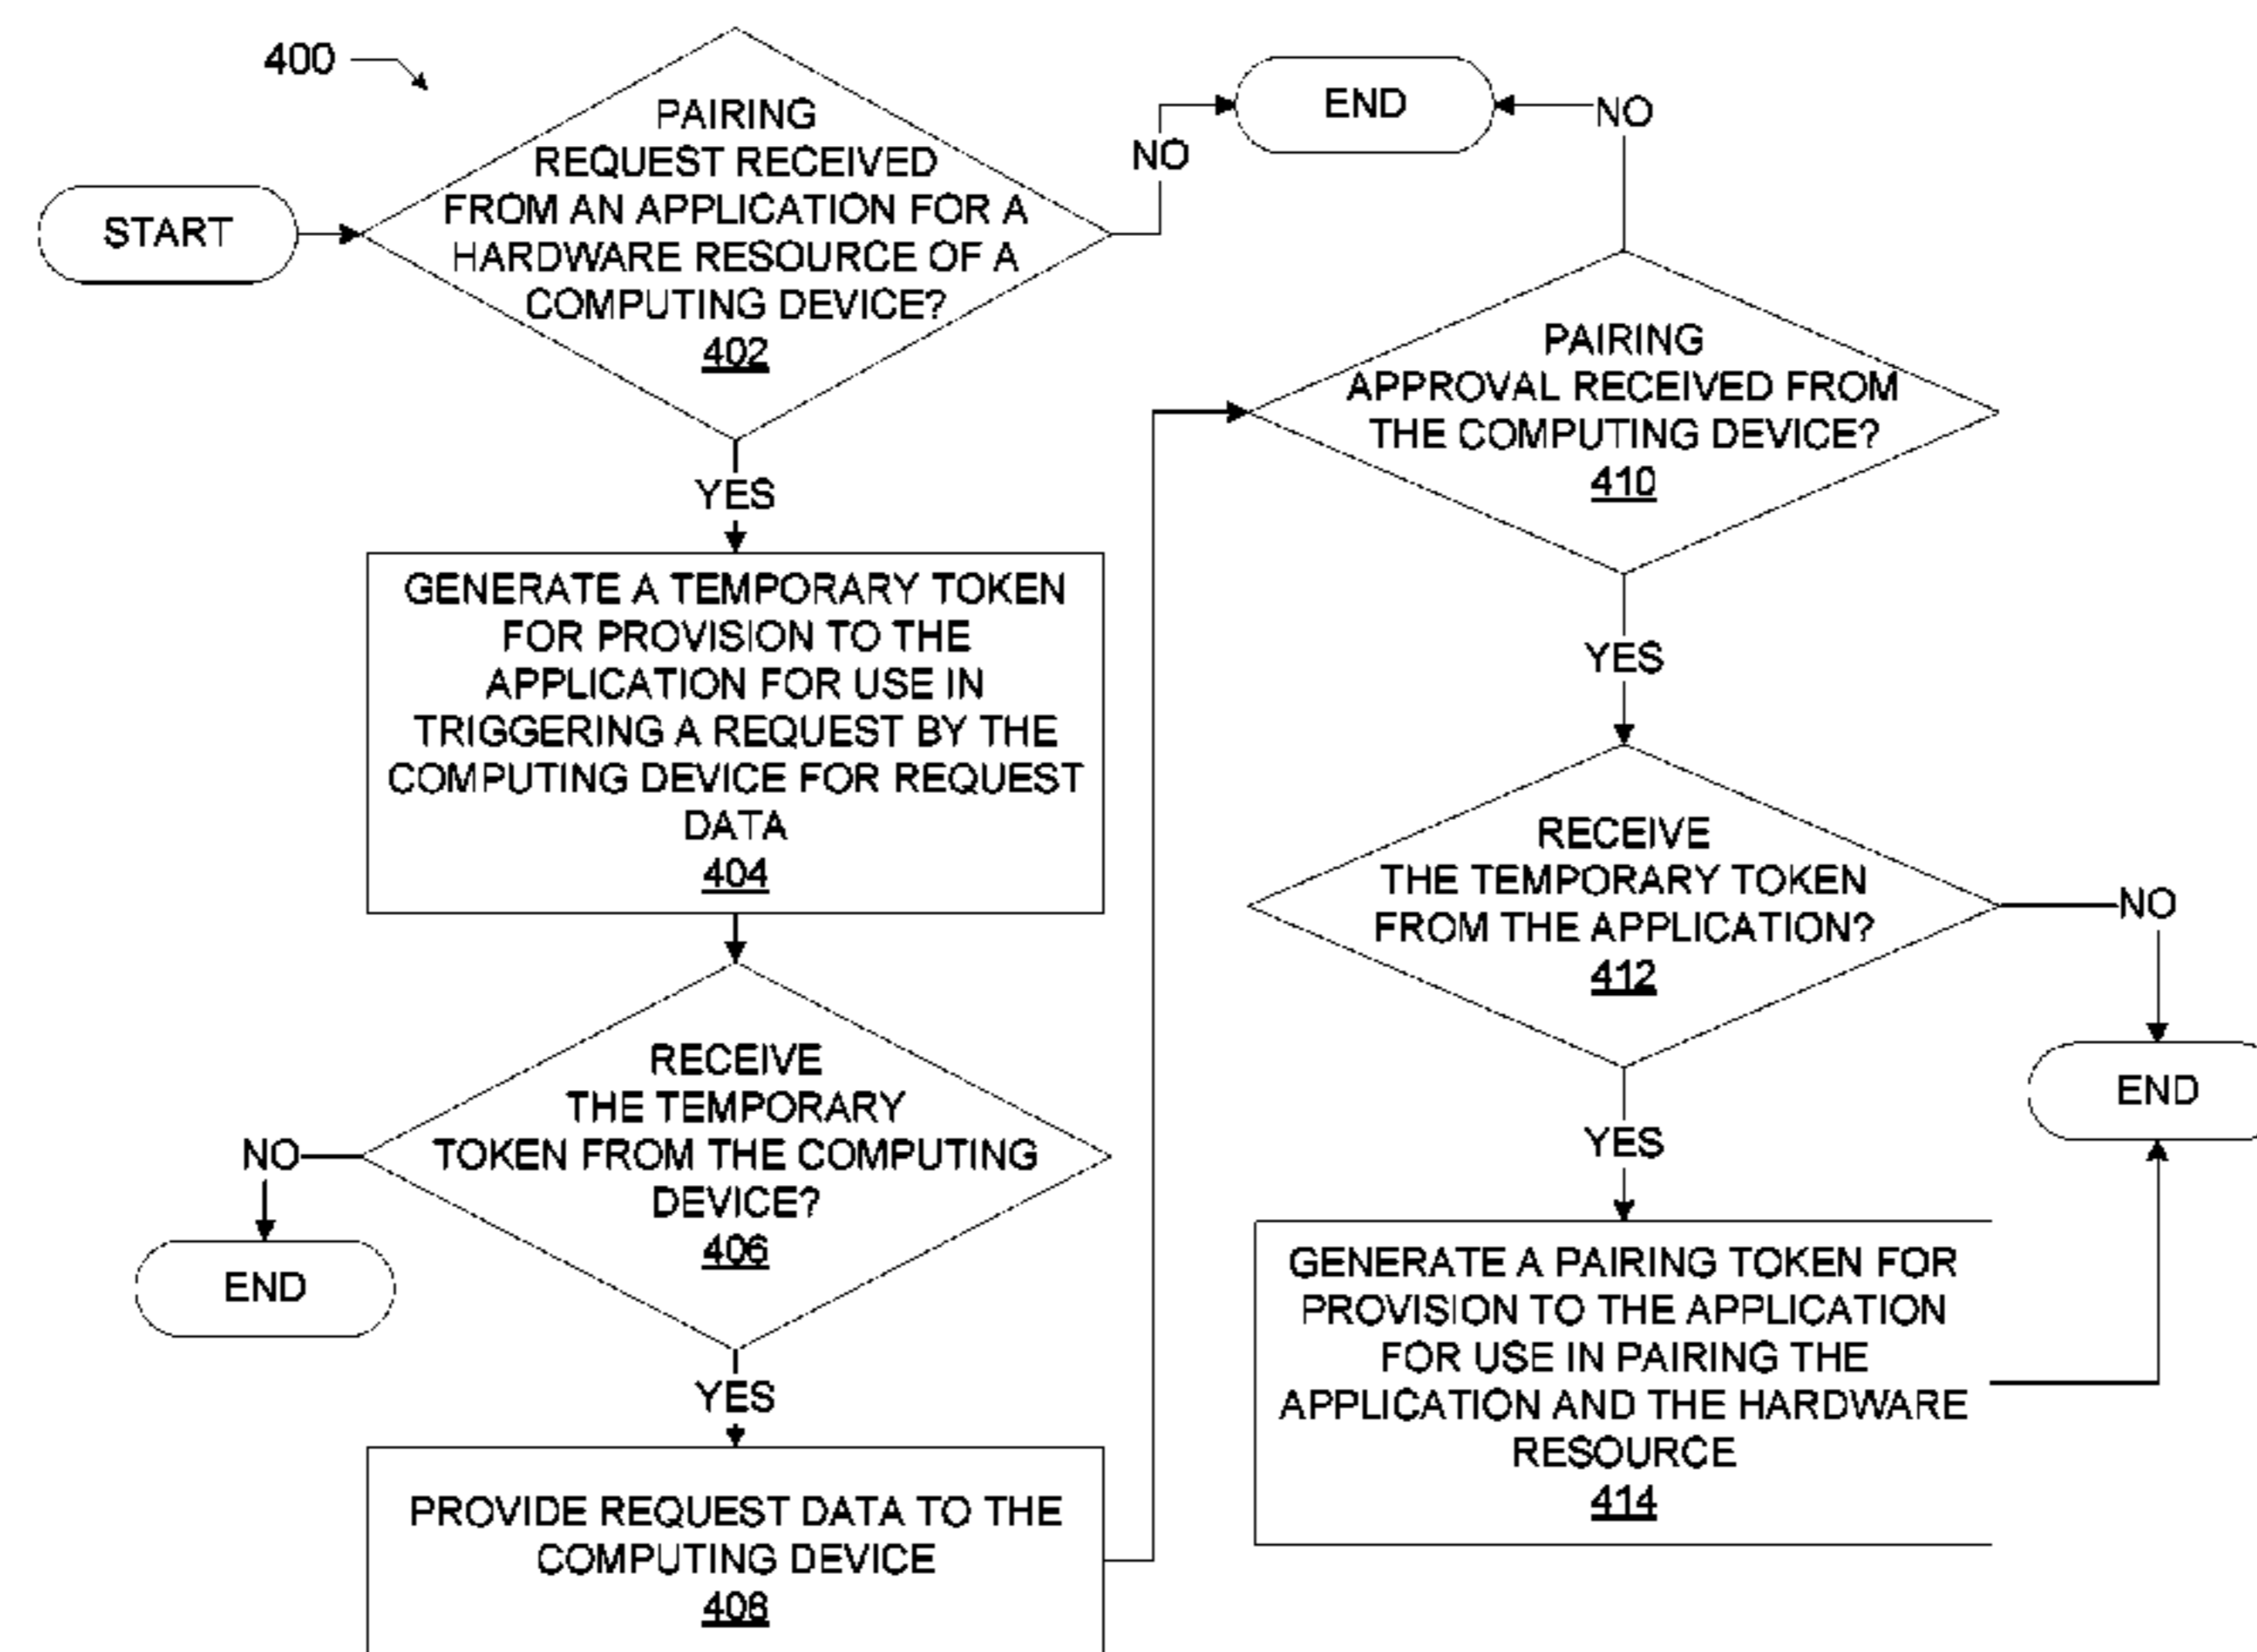 400
START
PAIRING
REQUEST RECEIVED
FROM AN APPLICATION FOR A
HARDWARE RESOURCE OF A
COMPUTING DEVICE?
402
NO
YES
GENERATE A TEMPORARY TOKEN
FOR PROVISION TO THE
APPLICATION FOR USE IN
TRIGGERING A REQUEST BY THE
COMPUTING DEVICE FOR REQUEST
DATA
404
RECEIVE
THE TEMPORARY
TOKEN FROM THE COMPUTING
DEVICE?
406
NO
END
YES
PROVIDE REQUEST DATA TO THE
COMPUTING DEVICE
408
END
NO
PAIRING
APPROVAL RECEIVED FROM
THE COMPUTING DEVICE?
410
YES
RECEIVE
THE TEMPORARY TOKEN
FROM THE APPLICATION?
412
NO
END
YES
GENERATE A PAIRING TOKEN FOR
PROVISION TO THE APPLICATION
FOR USE IN PAIRING THE
APPLICATION AND THE HARDWARE
RESOURCE
414